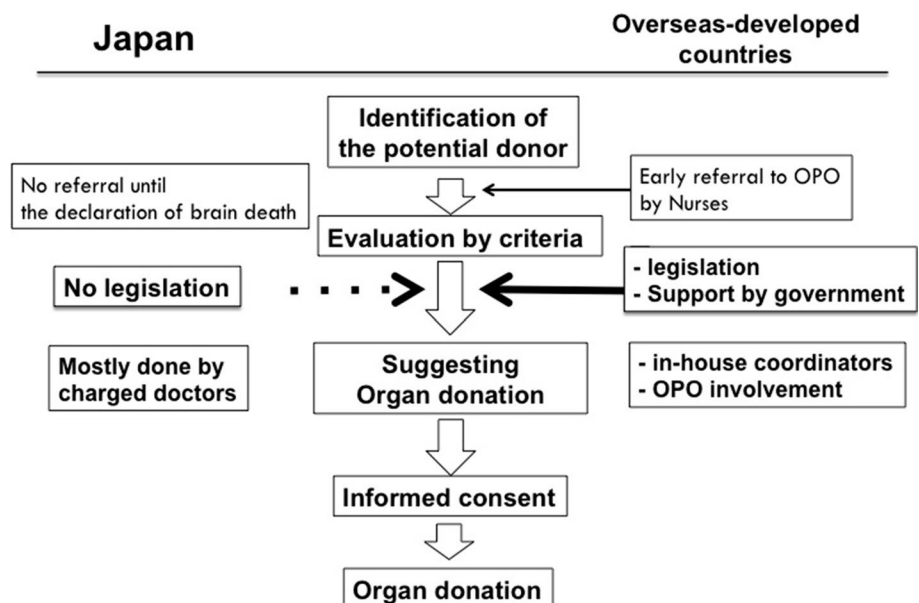 Japan
Overseas-developed
countries
Identification of
the potential donor
No referral until
the declaration of brain death
Early referral to OPO
by Nurses
Evaluation by criteria
No legislation
- legislation
- Support by government
Mostly done by
charged doctors
Suggesting
Organ donation
- in-house coordinators
- OPO involvement
Informed consent
Organ donation